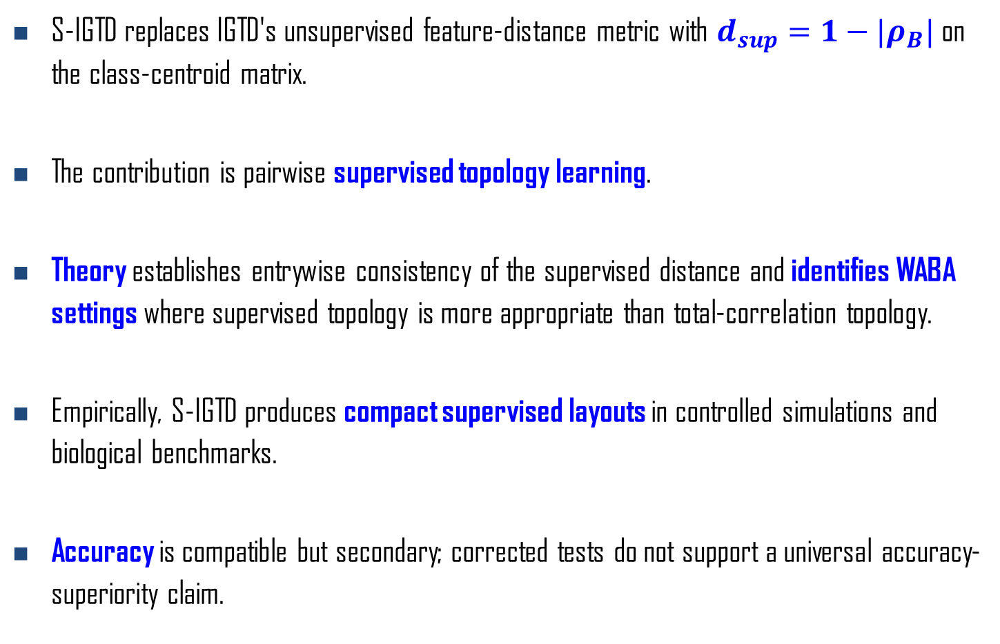 ■ S-IGTD replaces IGTD's unsupervised feature-distance metric with d_sup = 1 − |ρ_B| on
the class-centroid matrix.
■ The contribution is pairwise supervised topology learning.
■ Theory establishes entrywise consistency of the supervised distance and identifies WABA
settings where supervised topology is more appropriate than total-correlation topology.
■ Empirically, S-IGTD produces compact supervised layouts in controlled simulations and
biological benchmarks.
■ Accuracy is compatible but secondary; corrected tests do not support a universal accuracy-
superiority claim.